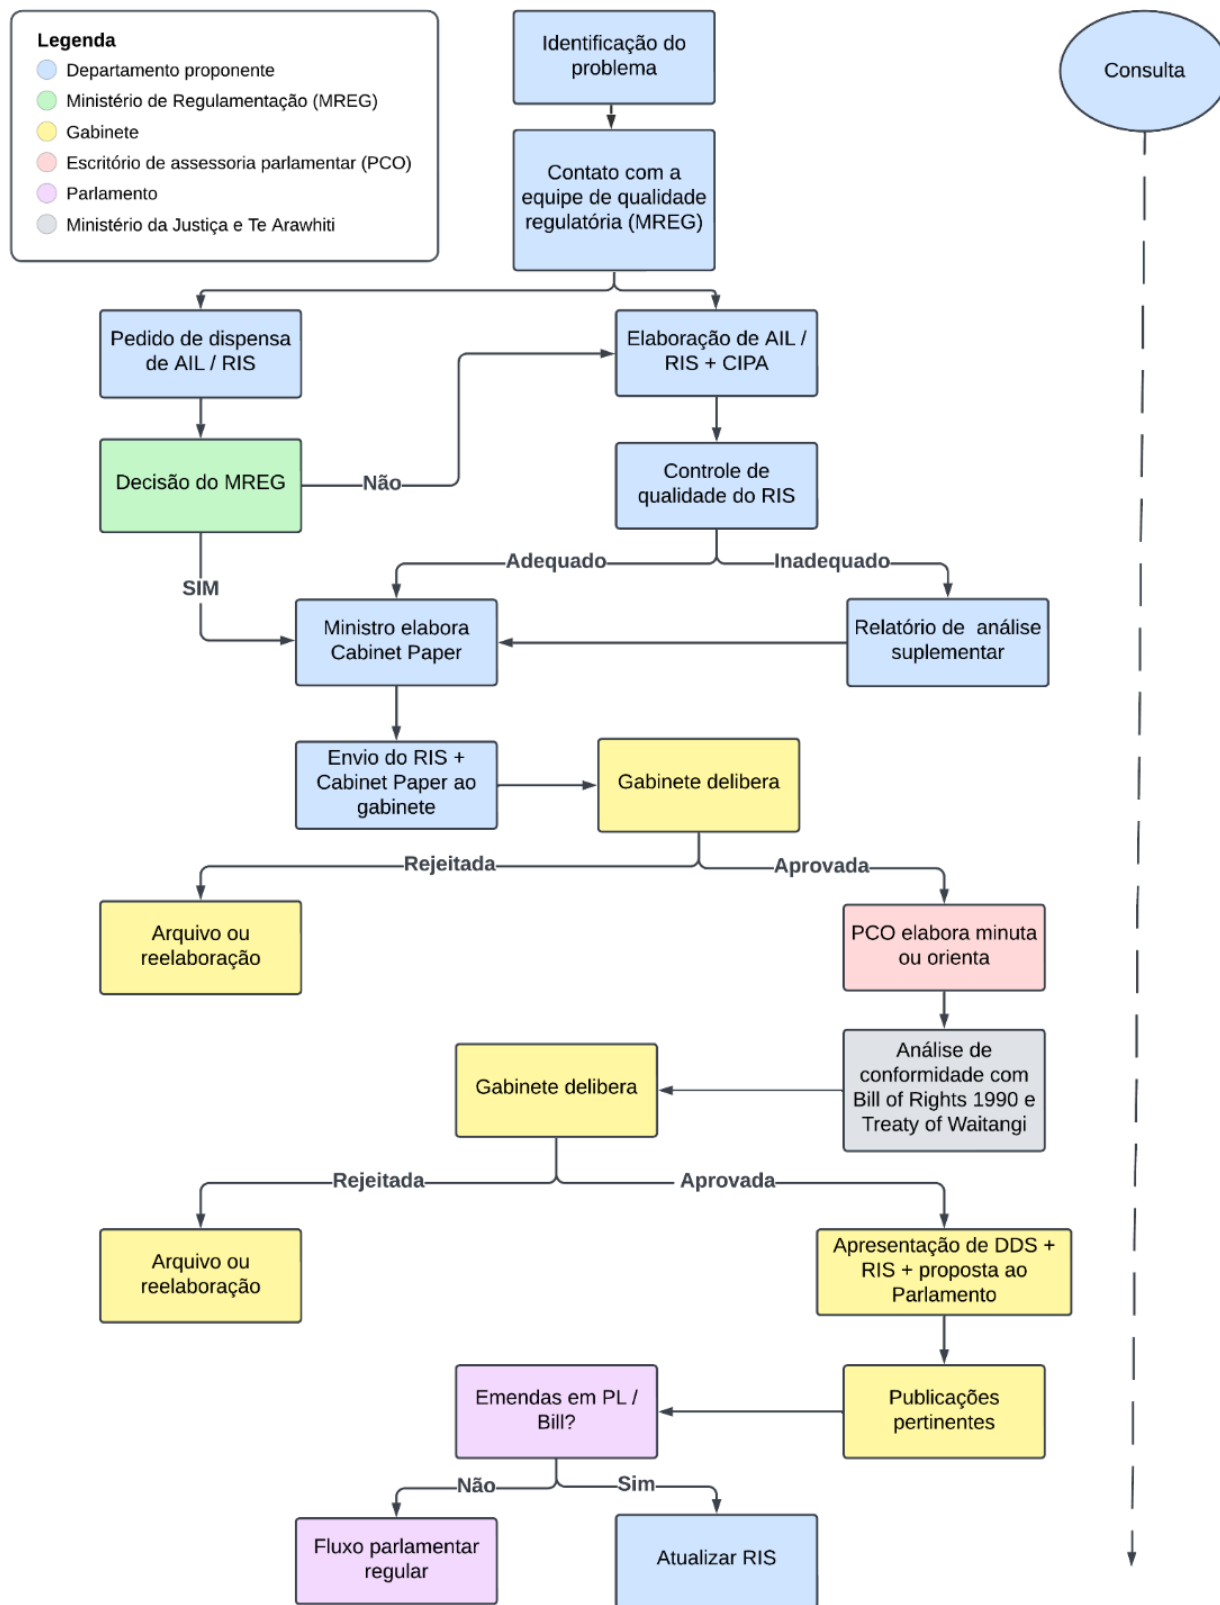 Legenda
Departamento proponente
Ministério de Regulamentação (MREG)
Gabinete
Escritório de assessoria parlamentar (PCO)
Parlamento
Ministério da Justiça e Te Arawhiti
Identificação do
problema
Consulta
Contato com a
equipe de qualidade
regulatória (MREG)
Pedido de dispensa
de AIL / RIS
Elaboração de AIL /
RIS + CIPA
Decisão do MREG
Não
Controle de
qualidade do RIS
Adequado
Inadequado
SIM
Ministro elabora
Cabinet Paper
Relatório de análise
suplementar
Envio do RIS +
Cabinet Paper ao
gabinete
Gabinete delibera
Rejeitada
Aprovada
Arquivo ou
reelaboração
PCO elabora minuta
ou orienta
Gabinete delibera
Análise de
conformidade com
Bill of Rights 1990 e
Treaty of Waitangi
Rejeitada
Aprovada
Arquivo ou
reelaboração
Apresentação de DDS +
RIS + proposta ao
Parlamento
Emendas em PL /
Bill?
Publicações
pertinentes
Não
Sim
Fluxo parlamentar
regular
Atualizar RIS